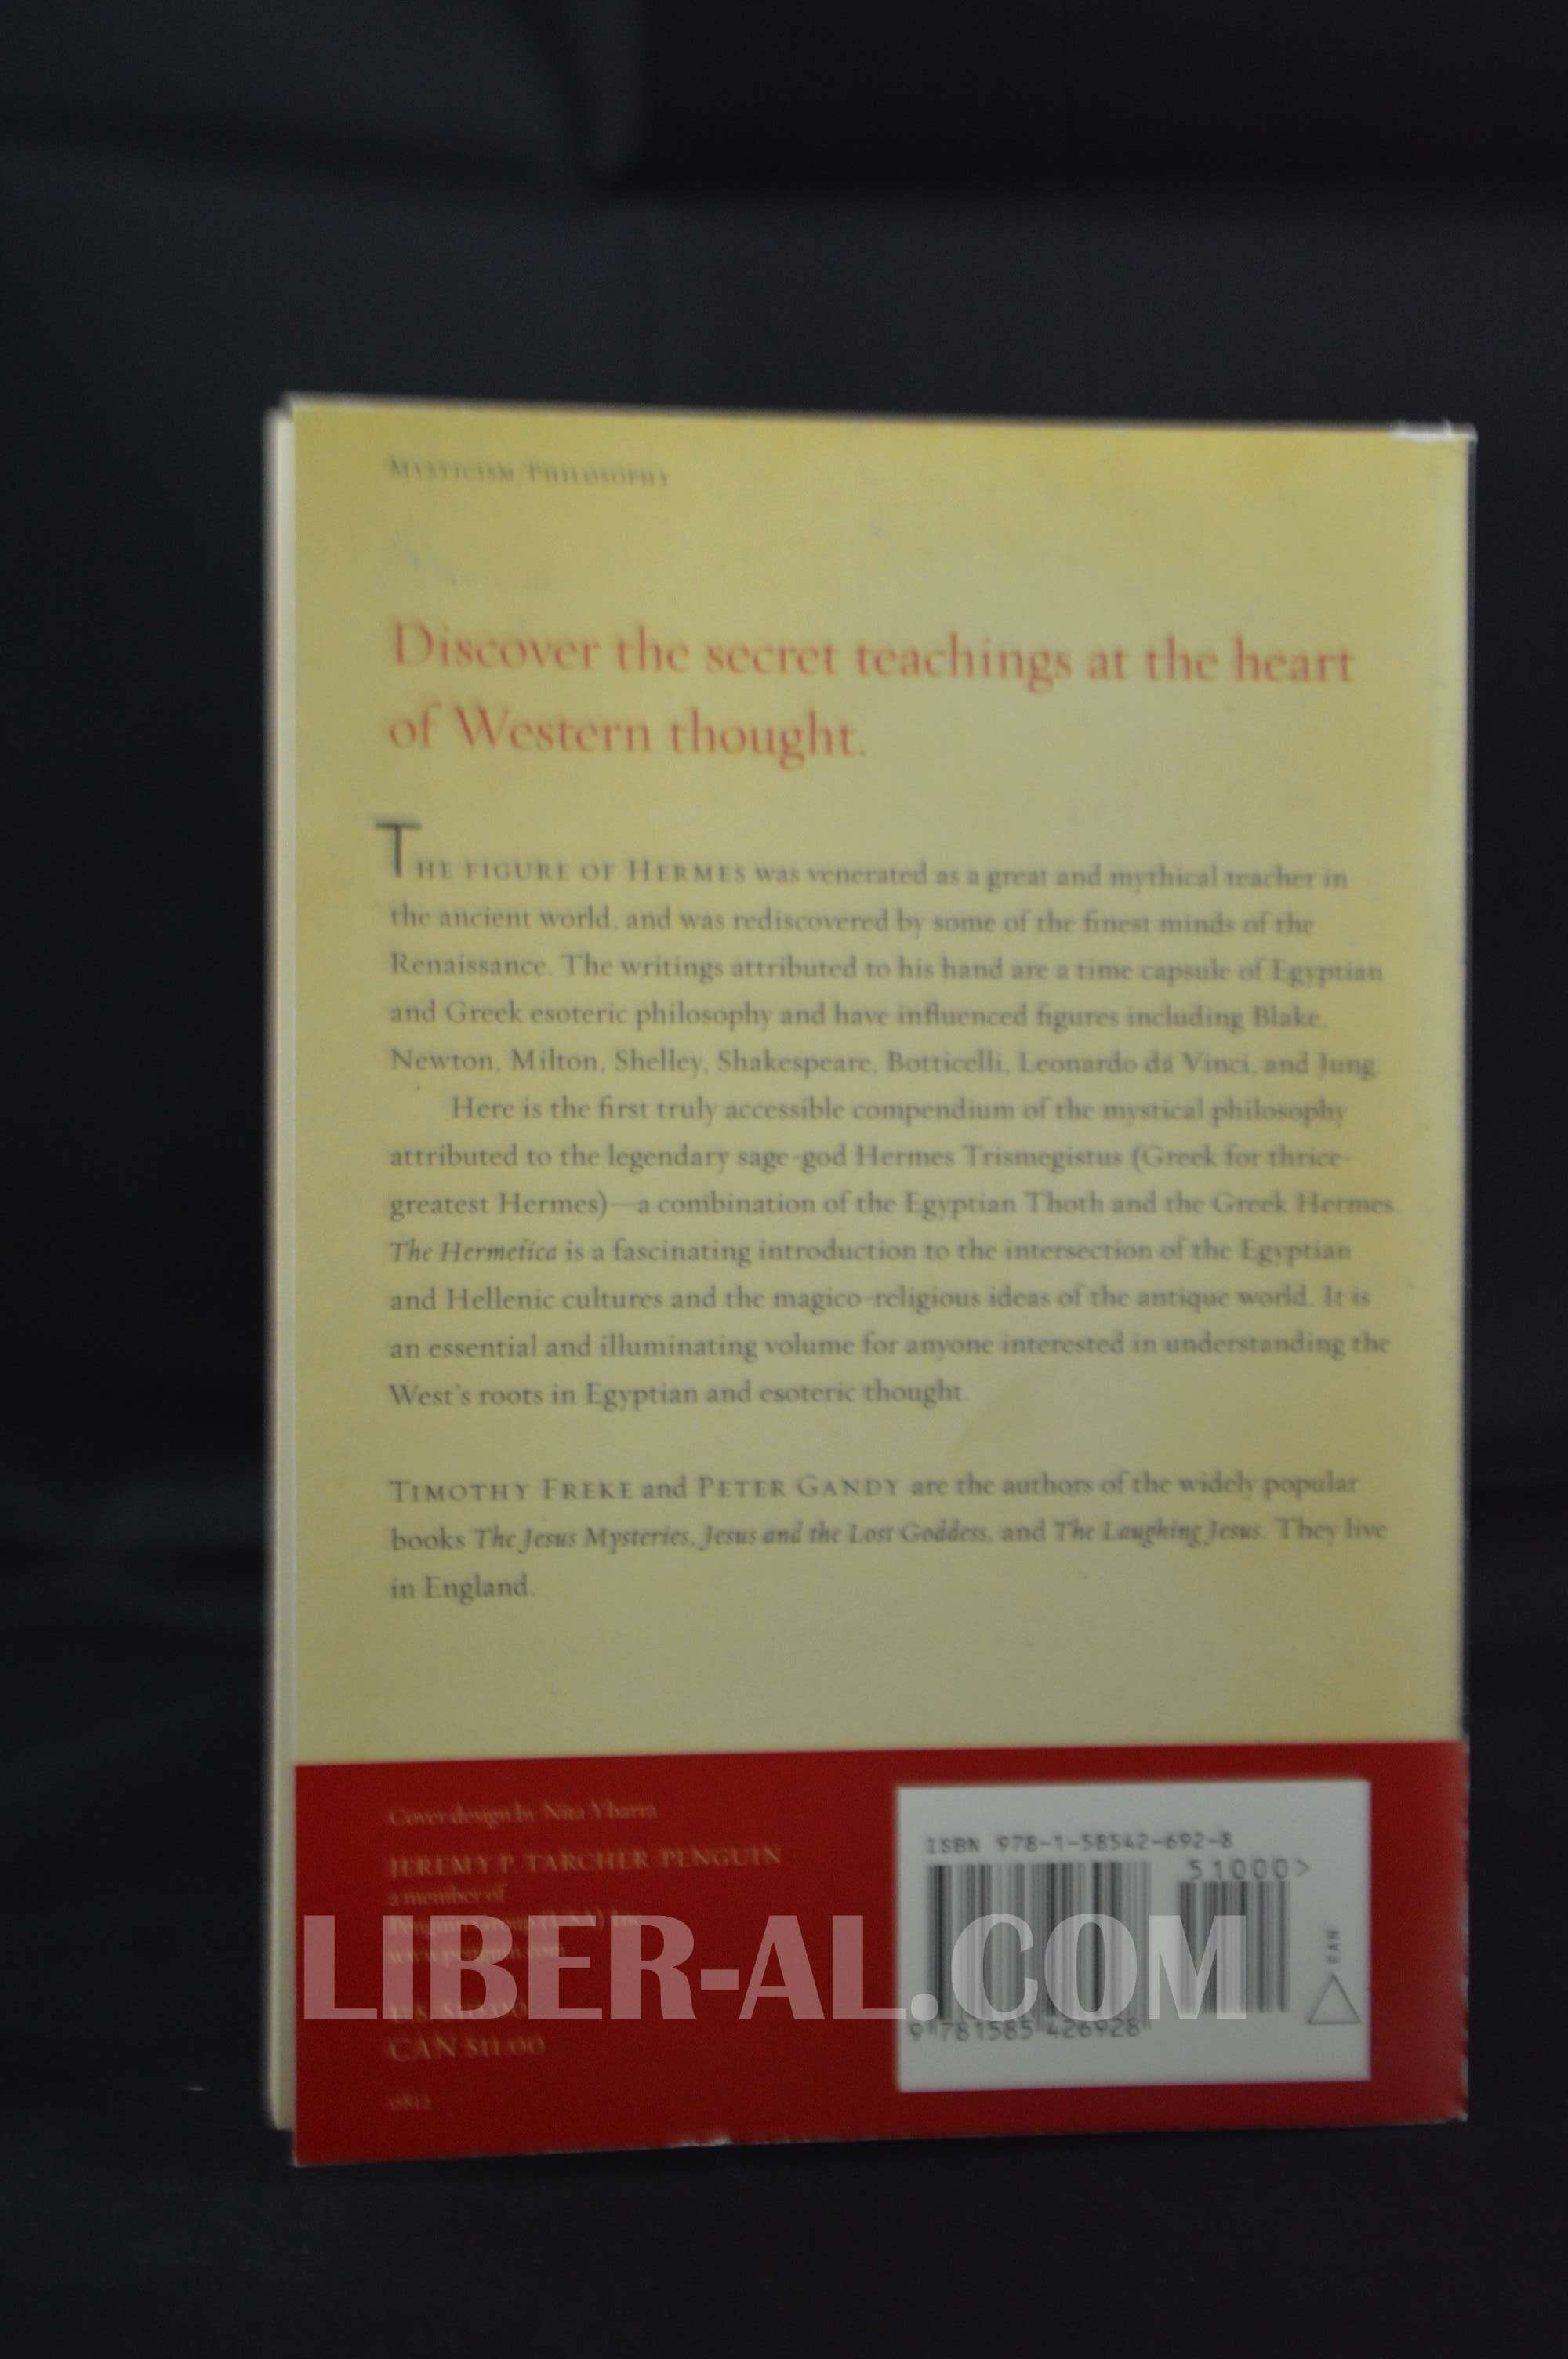 MYSTICISM/PHILOSOPHY
Discover the secret teachings at the heart
of Western thought.
THE FIGURE OF HERMES was venerated as a great and mythical teacher in
the ancient world, and was rediscovered by some of the finest minds of the
Renaissance. The writings attributed to his hand are a time capsule of Egyptian
and Greek esoteric philosophy and have influenced figures including Blake,
Newton, Milton, Shelley, Shakespeare, Botticelli, Leonardo da Vinci, and Jung.
Here is the first truly accessible compendium of the mystical philosophy
attributed to the legendary sage-god Hermes Trismegistus (Greek for thrice-
greatest Hermes)—a combination of the Egyptian Thoth and the Greek Hermes.
The Hermetica is a fascinating introduction to the intersection of the Egyptian
and Hellenic cultures and the magico-religious ideas of the antique world. It is
an essential and illuminating volume for anyone interested in understanding the
West's roots in Egyptian and esoteric thought.
TIMOTHY FREKE and PETER GANDY are the authors of the widely popular
books The Jesus Mysteries, Jesus and the Lost Goddess, and The Laughing Jesus. They live
in England.
Cover design by Nita Ybarra
JEREMY P. TARCHER/PENGUIN
a member of
Penguin Group (USA) Inc.
www.penguin.com
U.S. $10.00
CAN $11.00
ISBN 978-1-58542-692-8
51000>
9 781585 426928
EAN
LIBER-AL.COM